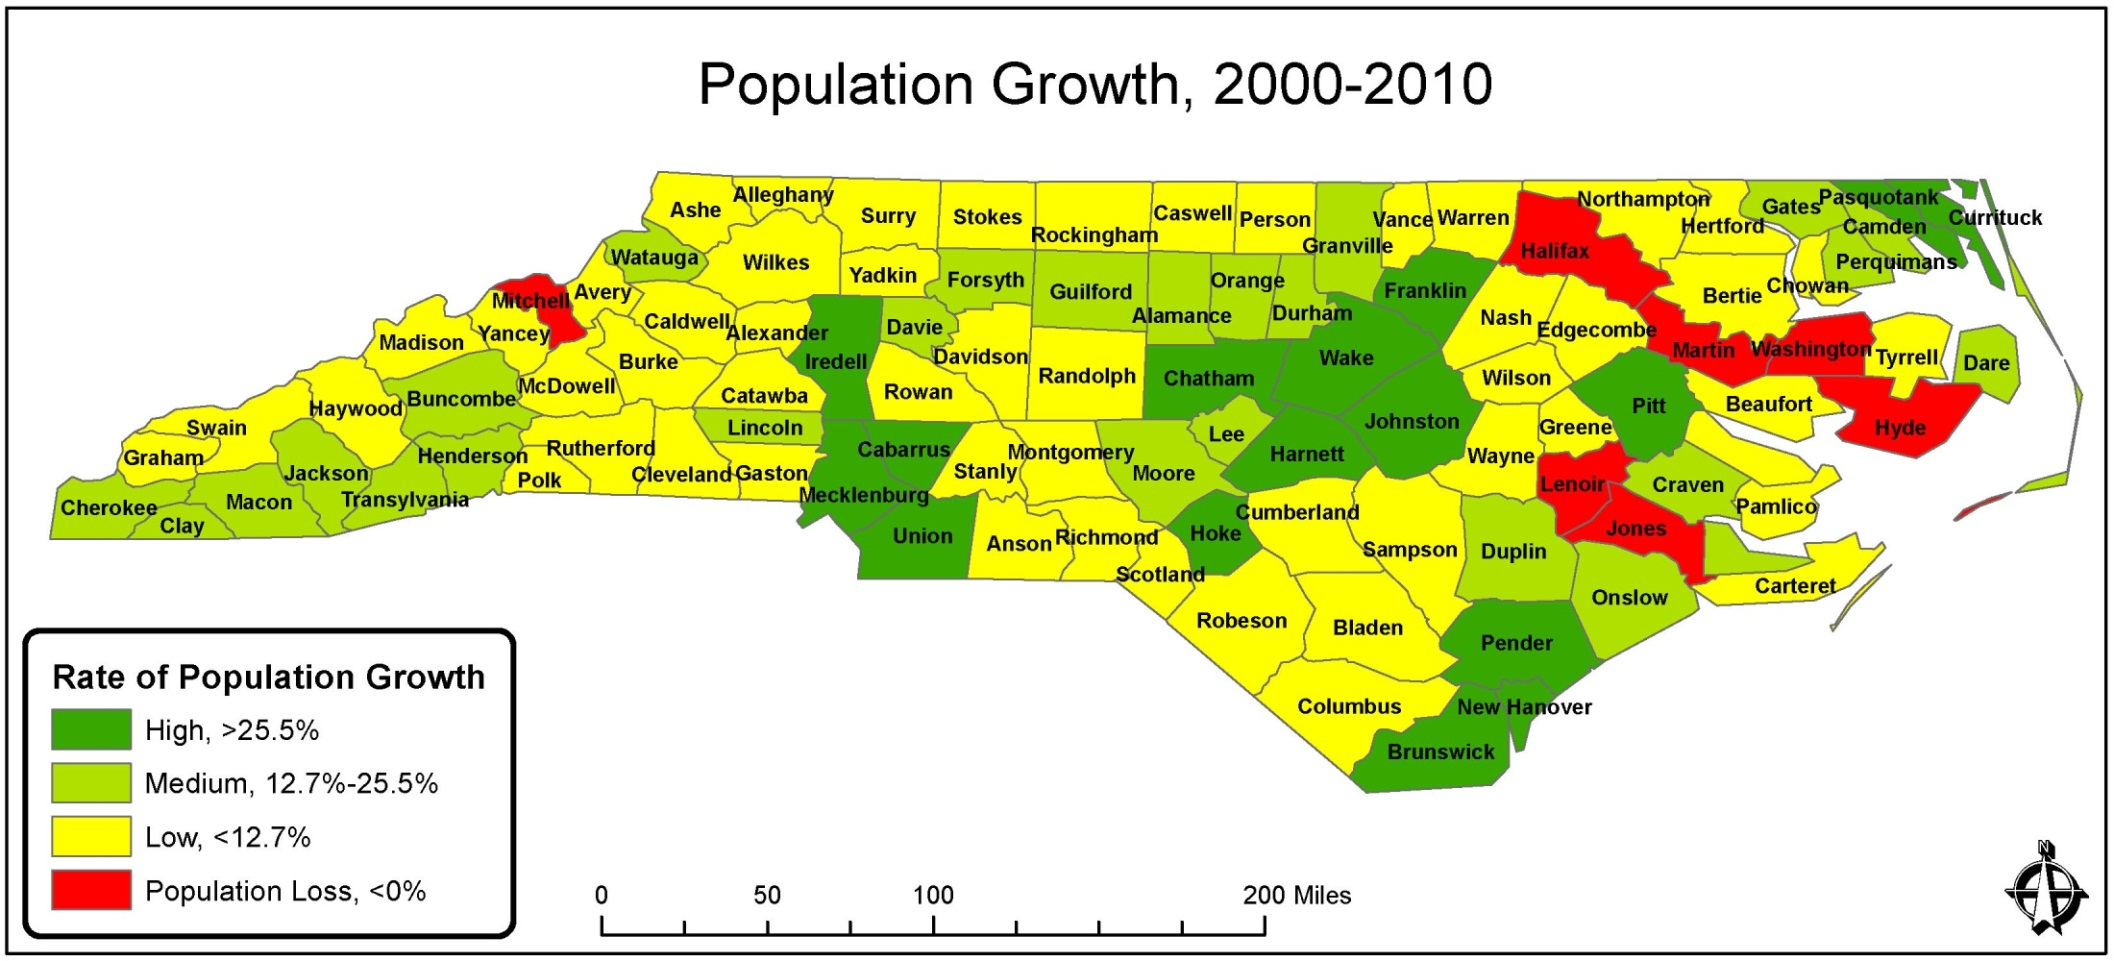 Population Growth, 2000-2010
Ashe
Alleghany
Surry
Stokes
Rockingham
Caswell
Person
Granville
Vance
Warren
Northampton
Hertford
Gates
Pasquotank
Camden
Currituck
Perquimans
Chowan
Halifax
Bertie
Watauga
Wilkes
Yadkin
Forsyth
Guilford
Alamance
Orange
Durham
Franklin
Nash
Edgecombe
Martin
Washington
Tyrrell
Dare
Mitchell
Avery
Yancey
Madison
Caldwell
Alexander
Iredell
Davie
Davidson
Randolph
Chatham
Wake
Wilson
Pitt
Beaufort
Hyde
Burke
McDowell
Buncombe
Haywood
Swain
Graham
Catawba
Rowan
Lincoln
Cabarrus
Stanly
Montgomery
Moore
Lee
Harnett
Johnston
Wayne
Greene
Lenoir
Craven
Pamlico
Cherokee
Clay
Macon
Jackson
Transylvania
Henderson
Polk
Rutherford
Cleveland
Gaston
Mecklenburg
Union
Anson
Richmond
Scotland
Hoke
Cumberland
Sampson
Duplin
Jones
Carteret
Onslow
Robeson
Bladen
Pender
Columbus
New Hanover
Brunswick
Rate of Population Growth
High, >25.5%
Medium, 12.7%-25.5%
Low, <12.7%
Population Loss, <0%
0 50 100 200 Miles
N